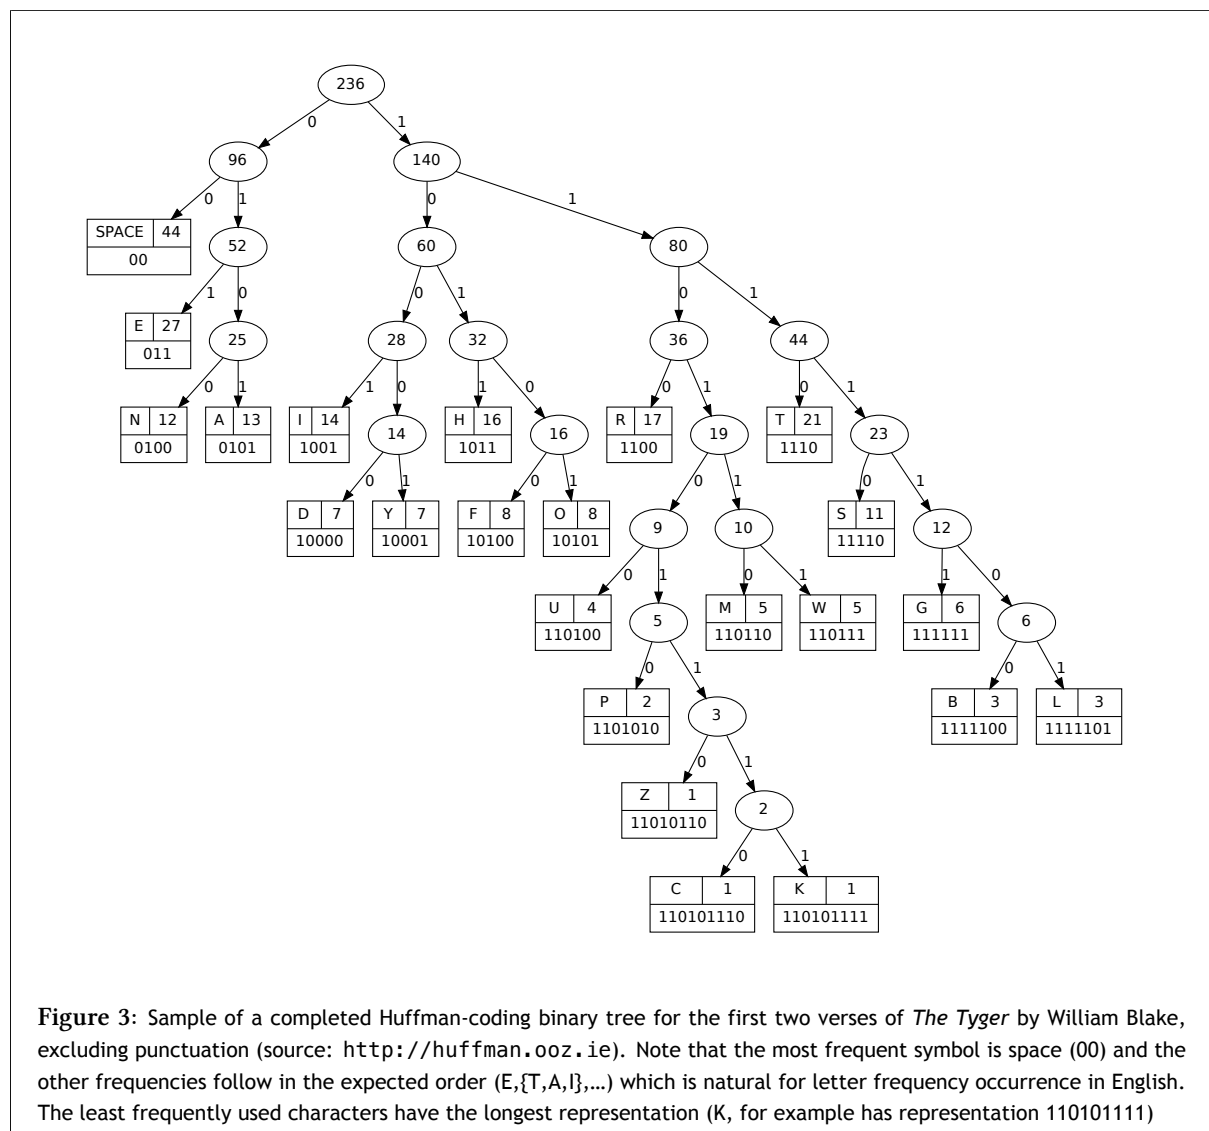 236
0 1
96 140
0 1 0 1
SPACE 44
00
52 60 80
1 0 0 1 0 1
E 27
011
25 28 32 36 44
0 1 1 0 1 0 0 1 0 1
N 12
0100
A 13
0101
I 14
1001
14
H 16
1011
16
R 17
1100
19
T 21
1110
23
0 1 0 1 0 1 0 1
D 7
10000
Y 7
10001
F 8
10100
O 8
10101
9 10
S 11
11110
12
0 1 0 1 1 0
U 4
110100
5
M 5
110110
W 5
110111
G 6
111111
6
0 1 0 1
P 2
1101010
3
B 3
1111100
L 3
1111101
0 1
Z 1
11010110
2
0 1
C 1
110101110
K 1
110101111
Figure 3: Sample of a completed Huffman-coding binary tree for the first two verses of The Tyger by William Blake,
excluding punctuation (source: http://huffman.ooz.ie). Note that the most frequent symbol is space (00) and the
other frequencies follow in the expected order (E,{T,A,I},...) which is natural for letter frequency occurrence in English.
The least frequently used characters have the longest representation (K, for example has representation 110101111)